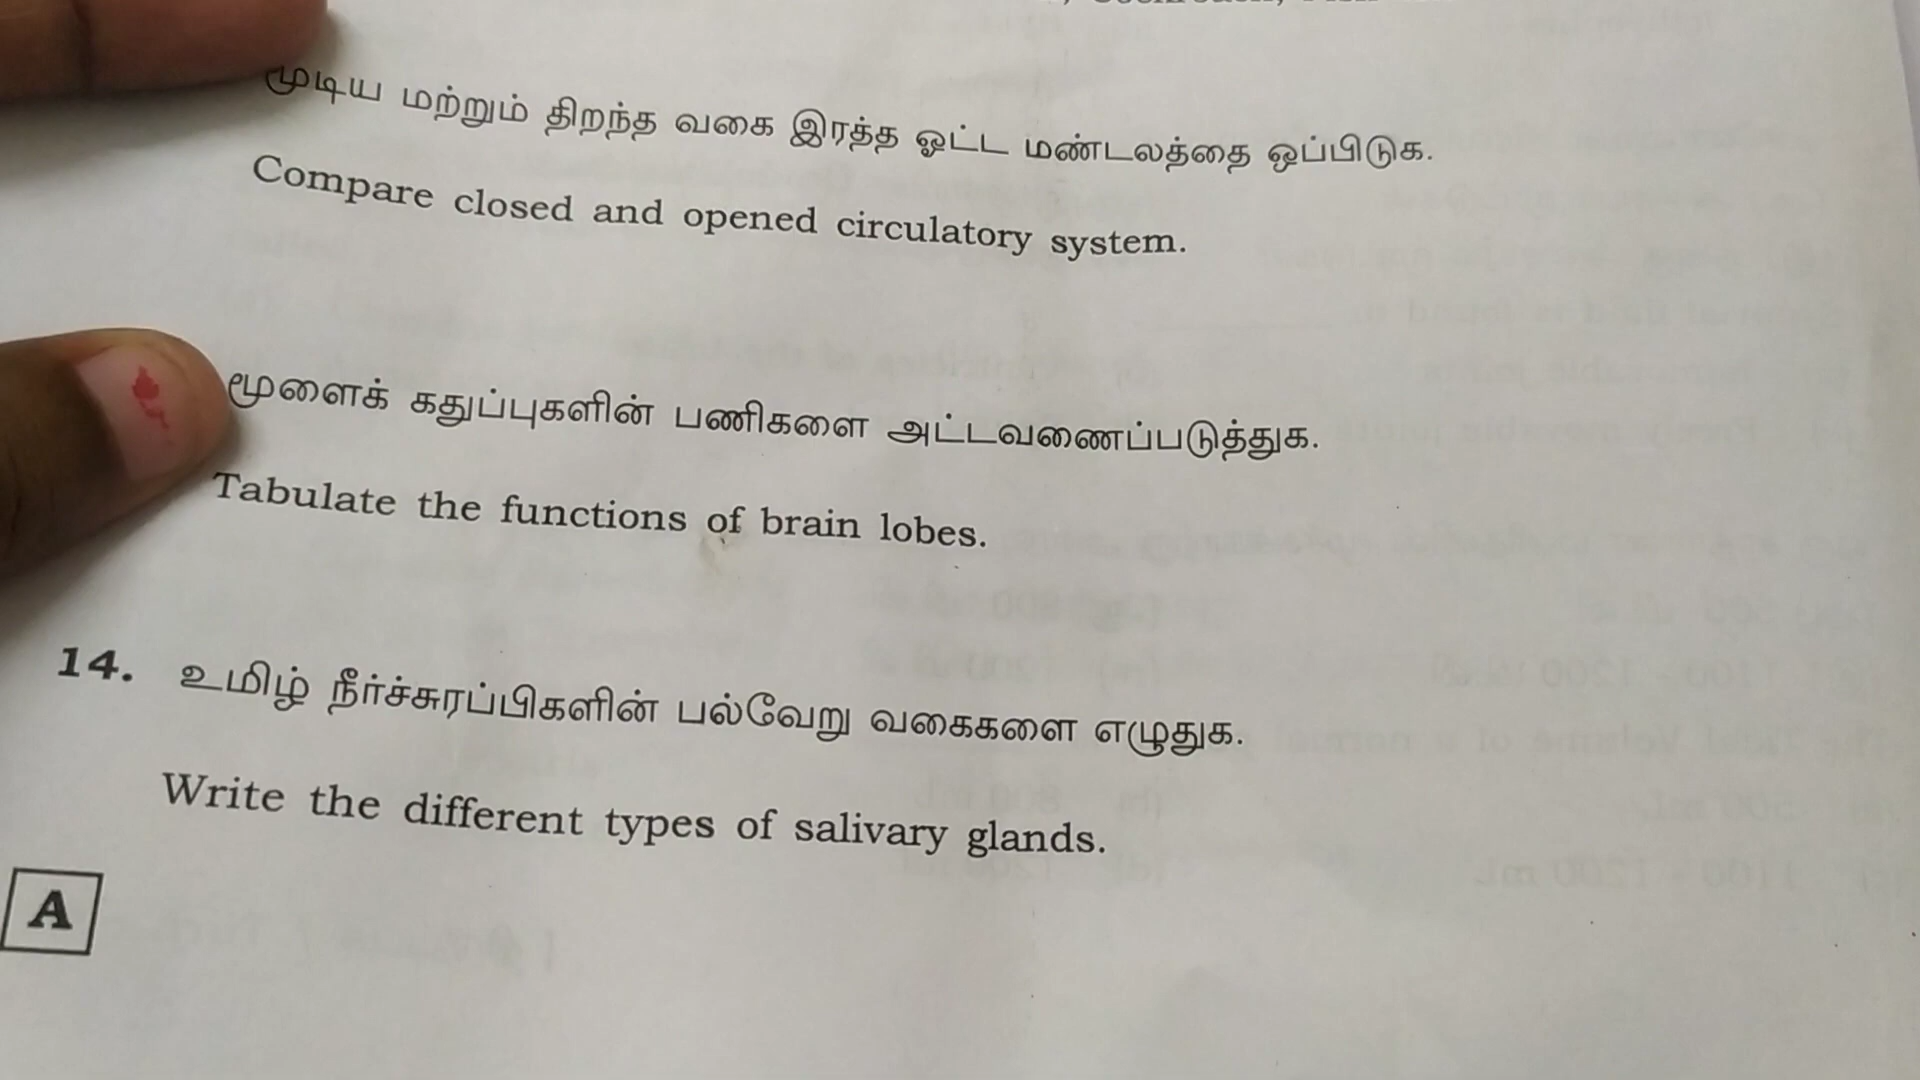 மூடிய மற்றும் திறந்த வகை இரத்த ஓட்ட மண்டலத்தை ஒப்பிடுக.
Compare closed and opened circulatory system.
மூளைக் கதுப்புகளின் பணிகளை அட்டவணைப்படுத்துக.
Tabulate the functions of brain lobes.
14. உமிழ் நீர்ச்சுரப்பிகளின் பல்வேறு வகைகளை எழுதுக.
Write the different types of salivary glands.
A